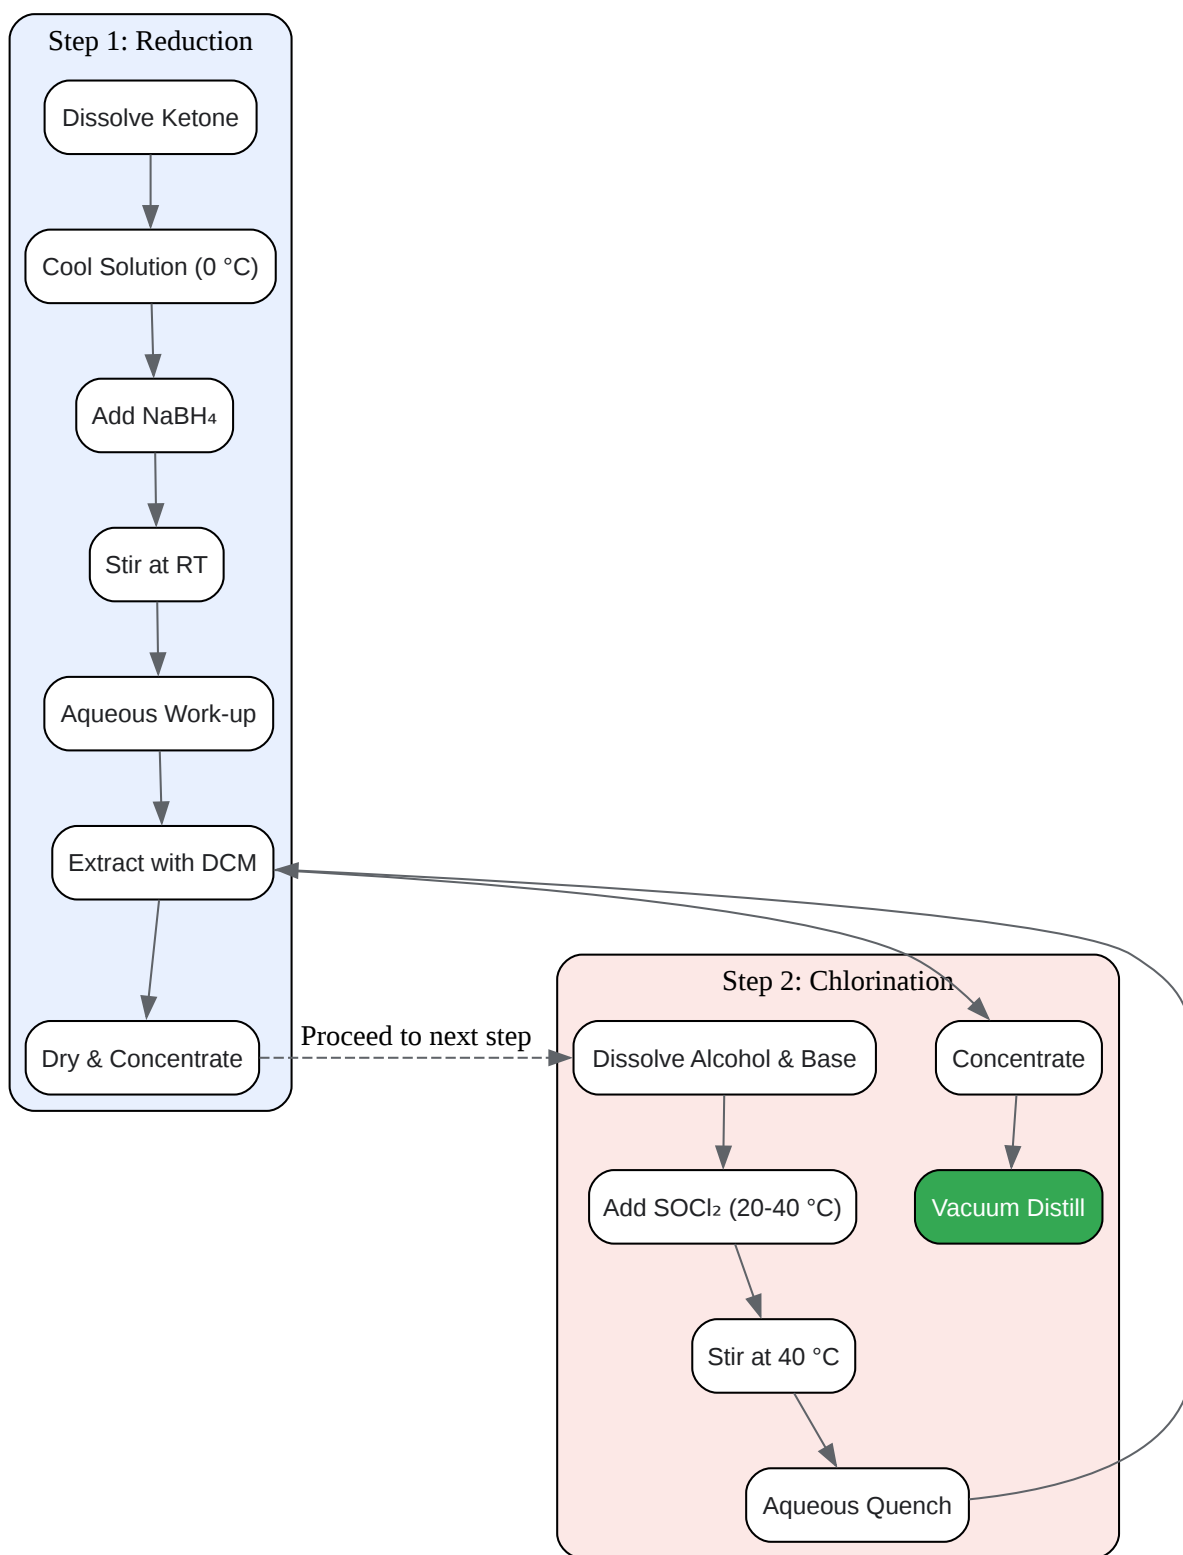 Step 1: Reduction
Dissolve Ketone
Cool Solution (0 °C)
Add NaBH₄
Stir at RT
Aqueous Work-up
Extract with DCM
Dry & Concentrate
Proceed to next step
Step 2: Chlorination
Dissolve Alcohol & Base
Concentrate
Add SOCl₂ (20-40 °C)
Vacuum Distill
Stir at 40 °C
Aqueous Quench